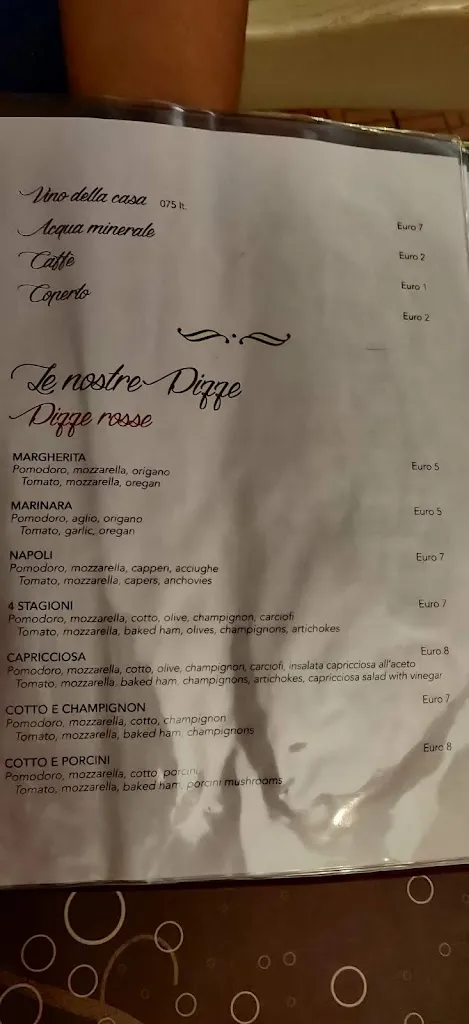 Vino della casa 075 lt. Euro 7
Acqua minerale Euro 2
Caffè Euro 1
Coperto Euro 2
Le nostre Pizze
Pizze rosse
MARGHERITA Euro 5
Pomodoro, mozzarella, origano
Tomato, mozzarella, oregan
MARINARA Euro 5
Pomodoro, aglio, origano
Tomato, garlic, oregan
NAPOLI Euro 7
Pomodoro, mozzarella, capperi, acciughe
Tomato, mozzarella, capers, anchovies
4 STAGIONI Euro 7
Pomodoro, mozzarella, cotto, olive, champignon, carciofi
Tomato, mozzarella, baked ham, olives, champignons, artichokes
CAPRICCIOSA Euro 8
Pomodoro, mozzarella, cotto, olive, champignon, carciofi, insalata capricciosa all'aceto
Tomato, mozzarella, baked ham, champignons, artichokes, capricciosa salad with vinegar
COTTO E CHAMPIGNON Euro 7
Pomodoro, mozzarella, cotto, champignon
Tomato, mozzarella, baked ham, champignons
COTTO E PORCINI Euro 8
Pomodoro, mozzarella, cotto, porcini,
Tomato, mozzarella, baked ham, porcini mushrooms